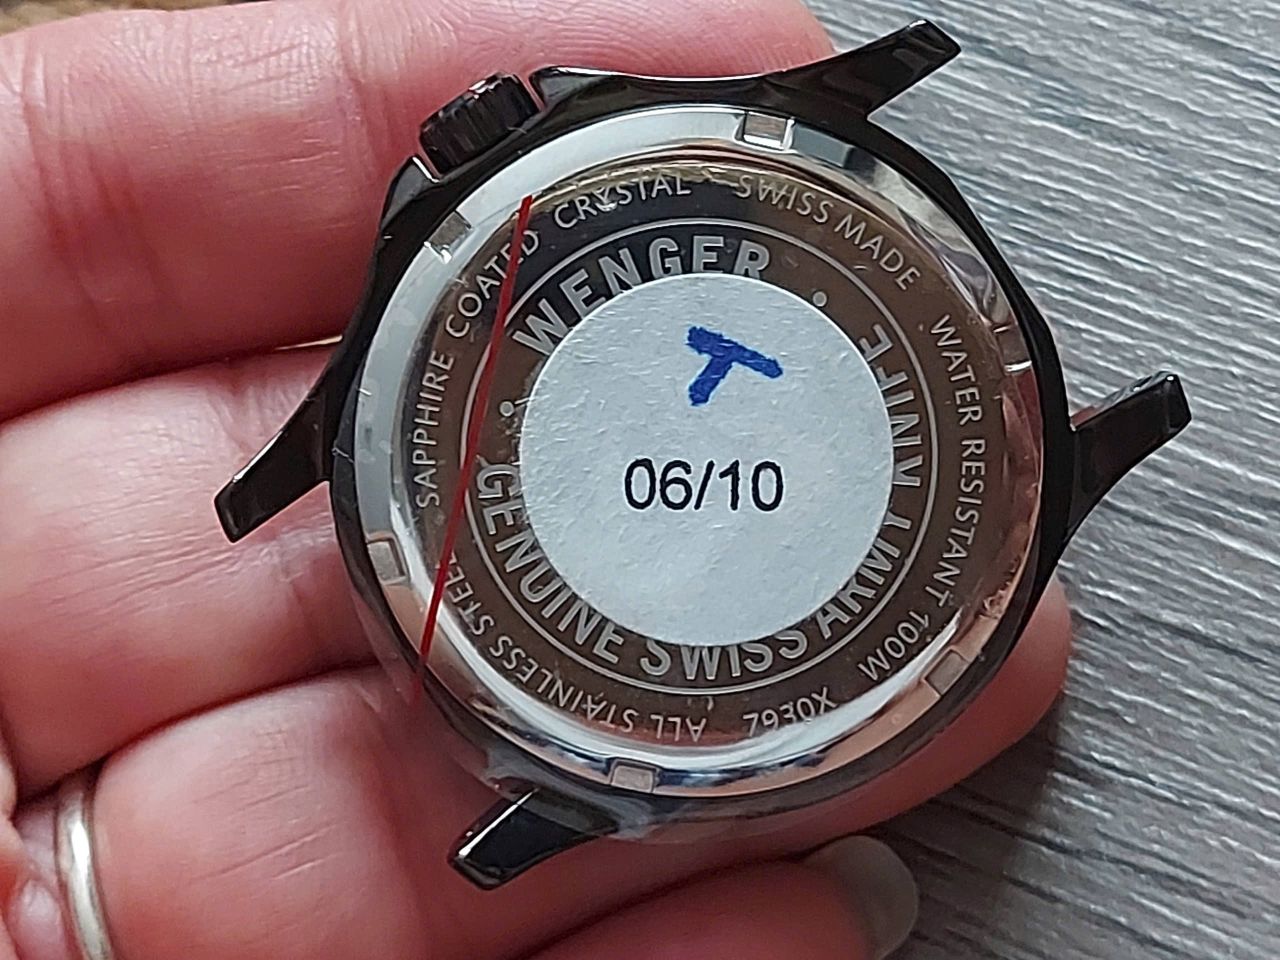 SAPPHIRE COATED CRYSTAL
SWISS MADE
WATER RESISTANT 100M
7930X
ALL STAINLESS STEEL
WENGER
GENUINE SWISS ARMY KNIFE
T
06/10